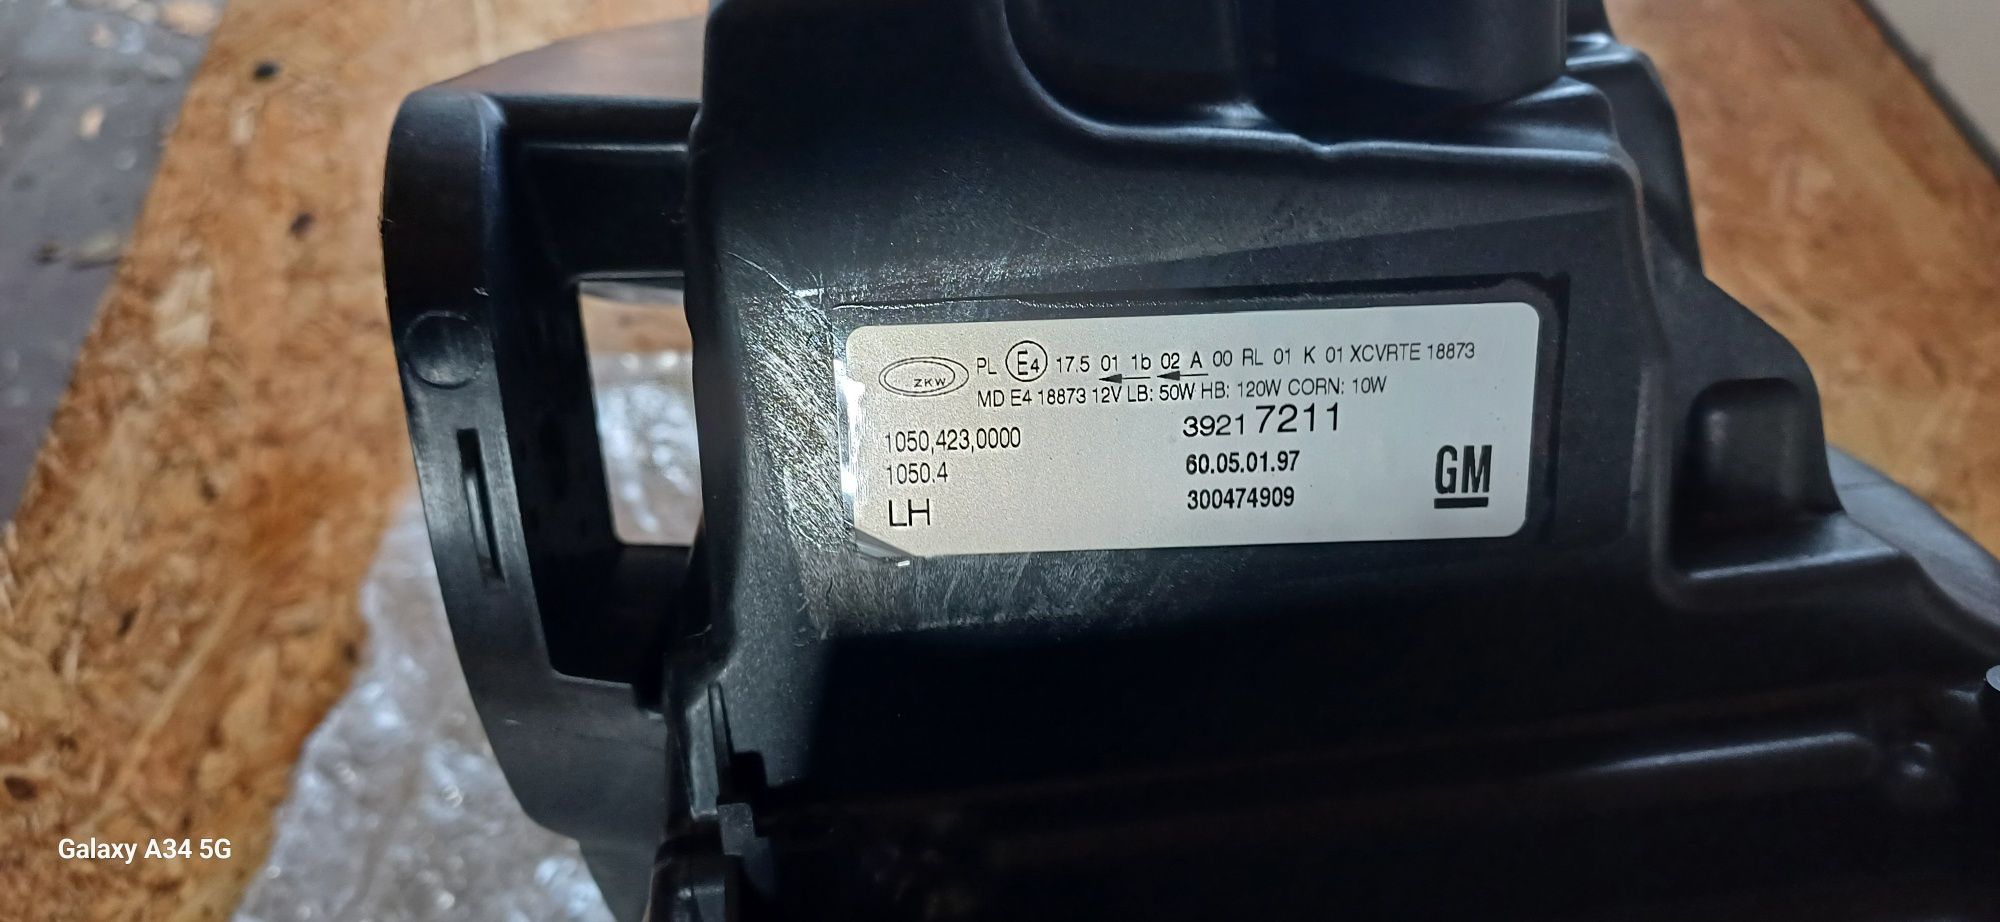 ZKW
PL E4 17.5 01 1b 02 A 00 RL 01 K 01 XCVRTE 18873
MD E4 18873 12V LB: 50W HB: 120W CORN: 10W
1050,423,0000 39217211
1050.4 60.05.01.97
LH 300474909 GM
Galaxy A34 5G